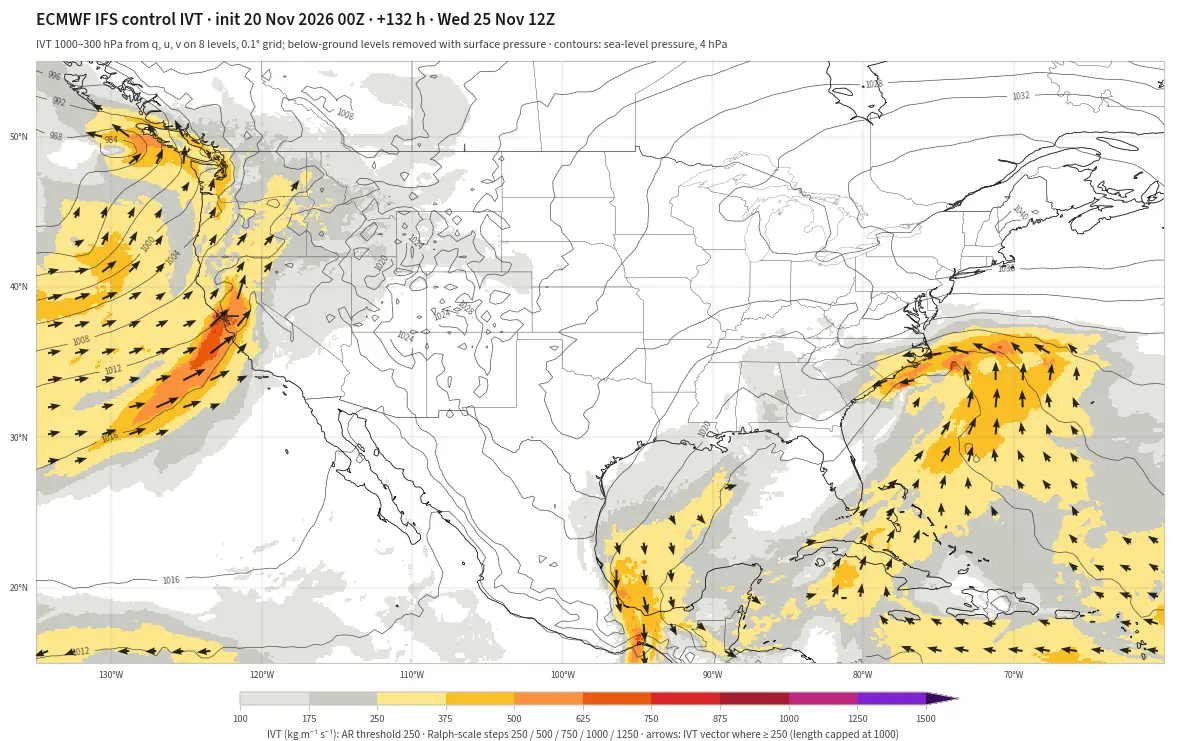 ECMWF IFS control IVT · init 20 Nov 2026 00Z · +132 h · Wed 25 Nov 12Z
IVT 1000–300 hPa from q, u, v on 8 levels, 0.1° grid; below-ground levels removed with surface pressure · contours: sea-level pressure, 4 hPa
996
992
988
984
1008
1028
1032
50°N
1000
1004
1040
1024
1020
1036
40°N
1024
1028
1008
1024
1012
30°N
1016
1020
20°N
1016
1012
130°W 120°W 110°W 100°W 90°W 80°W 70°W
100 175 250 375 500 625 750 875 1000 1250 1500
IVT (kg m⁻¹ s⁻¹): AR threshold 250 · Ralph-scale steps 250 / 500 / 750 / 1000 / 1250 · arrows: IVT vector where ≥ 250 (length capped at 1000)